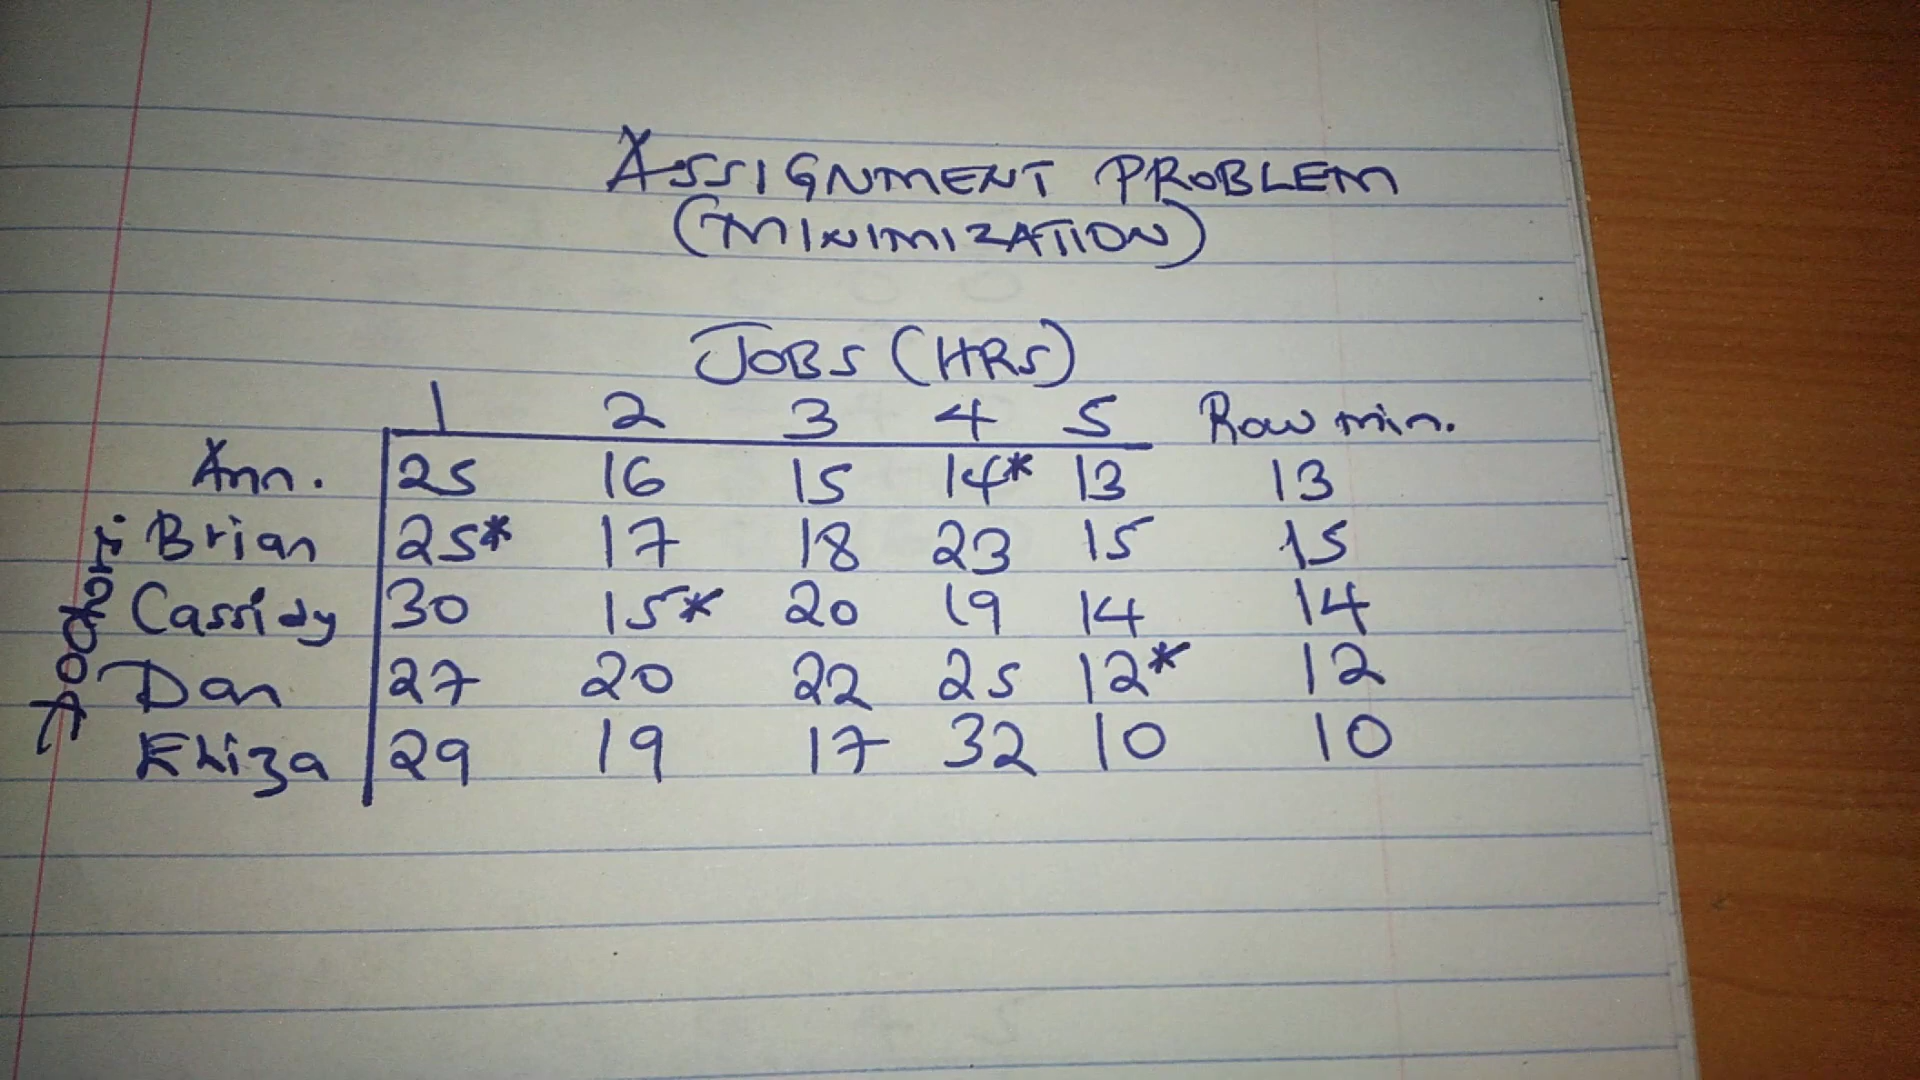 ASSIGNMENT PROBLEM
(MINIMIZATION)
JOBS (HRS)
1 2 3 4 5 Row min.
Ann. 25 16 15 14* 13 13
Brian 25* 17 18 23 15 15
Cassidy 30 15* 20 19 14 14
Dan 27 20 22 25 12* 12
Eliza 29 19 17 32 10 10